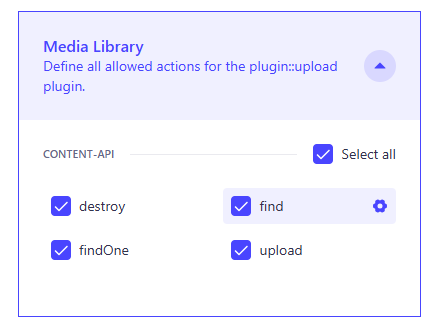 Media Library
Define all allowed actions for the plugin::upload
plugin.
CONTENT-API
Select all
destroy
find
findOne
upload